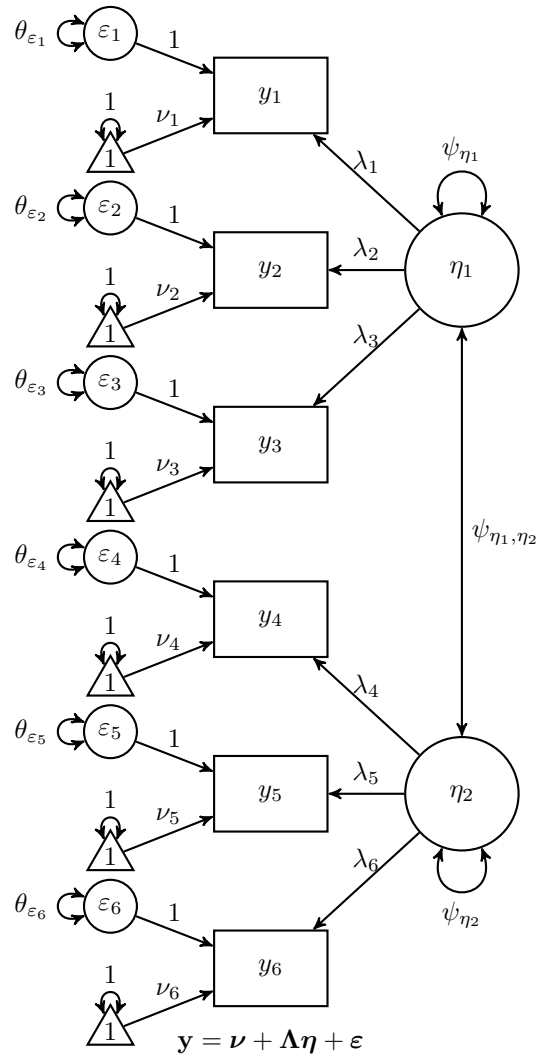 θ_ε₁ ε₁ 1
y₁
1 ν₁
1
λ₁
ψ_η₁
θ_ε₂ ε₂ 1
y₂
λ₂
η₁
1 ν₂
1
λ₃
θ_ε₃ ε₃ 1
y₃
1 ν₃
1
ψ_η₁,η₂
θ_ε₄ ε₄ 1
y₄
1 ν₄
1
λ₄
θ_ε₅ ε₅ 1
y₅
λ₅
η₂
1 ν₅
1
λ₆
θ_ε₆ ε₆ 1
ψ_η₂
y₆
1 ν₆
1
y = ν + Λη + ε